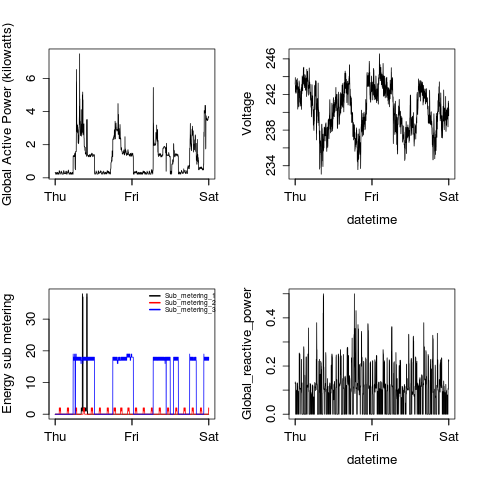 Global Active Power (kilowatts)
0 2 4 6
Thu Fri Sat
Voltage
234 238 242 246
Thu Fri Sat
datetime
Energy sub metering
0 10 20 30
Sub_metering_1
Sub_metering_2
Sub_metering_3
Thu Fri Sat
Global_reactive_power
0.0 0.2 0.4
Thu Fri Sat
datetime